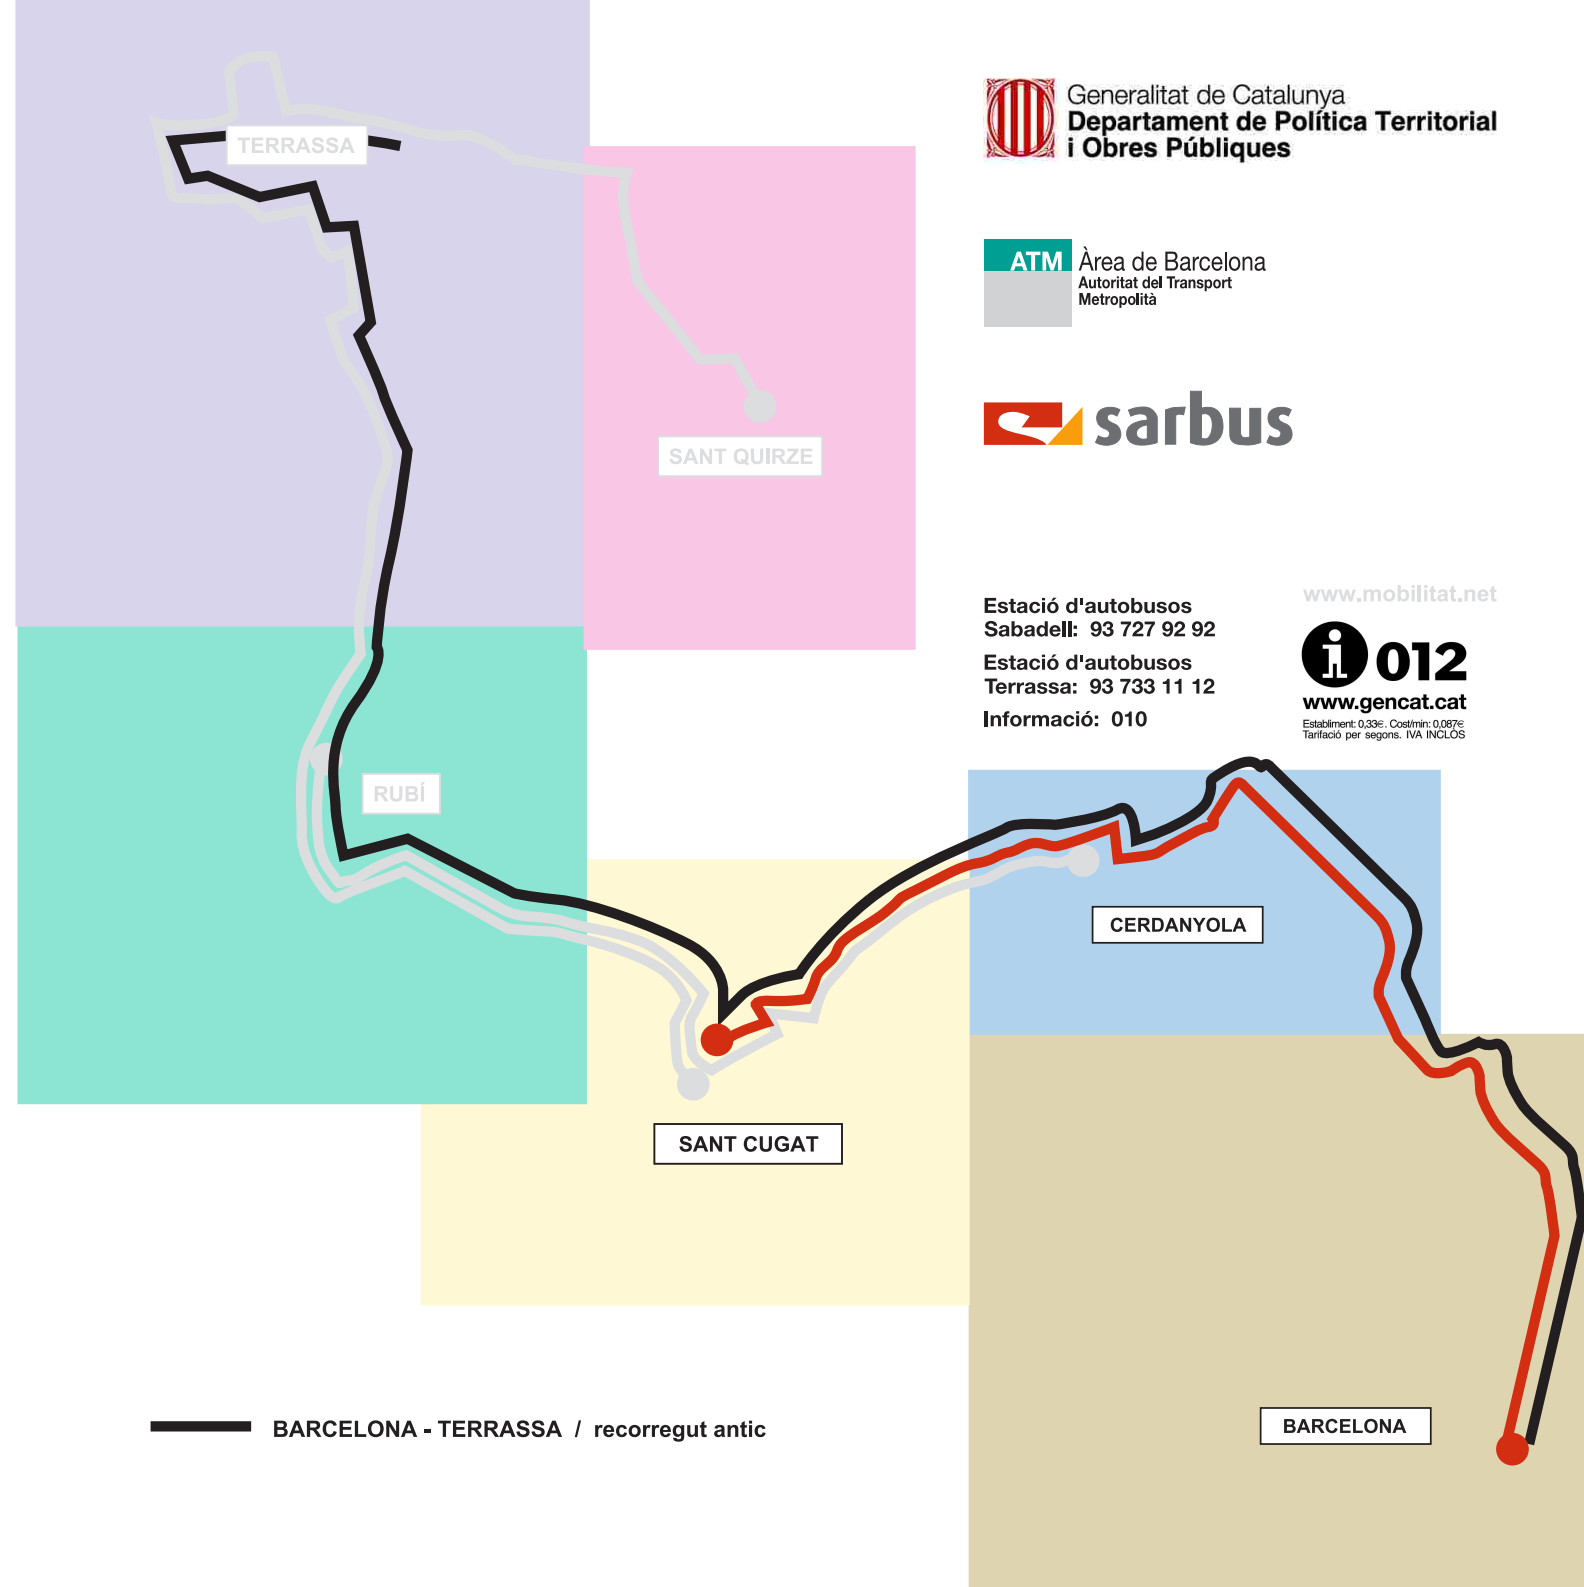 Generalitat de Catalunya
Departament de Política Territorial
i Obres Públiques
TERRASSA
ATM
Àrea de Barcelona
Autoritat del Transport
Metropolità
sarbus
SANT QUIRZE
Estació d'autobusos
Sabadell: 93 727 92 92
Estació d'autobusos
Terrassa: 93 733 11 12
Informació: 010
www.mobilitat.net
i 012
www.gencat.cat
Establiment: 0,33€. Cost/min: 0,087€
Tarifació per segons. IVA INCLÒS
RUBÍ
CERDANYOLA
SANT CUGAT
BARCELONA
BARCELONA - TERRASSA / recorregut antic